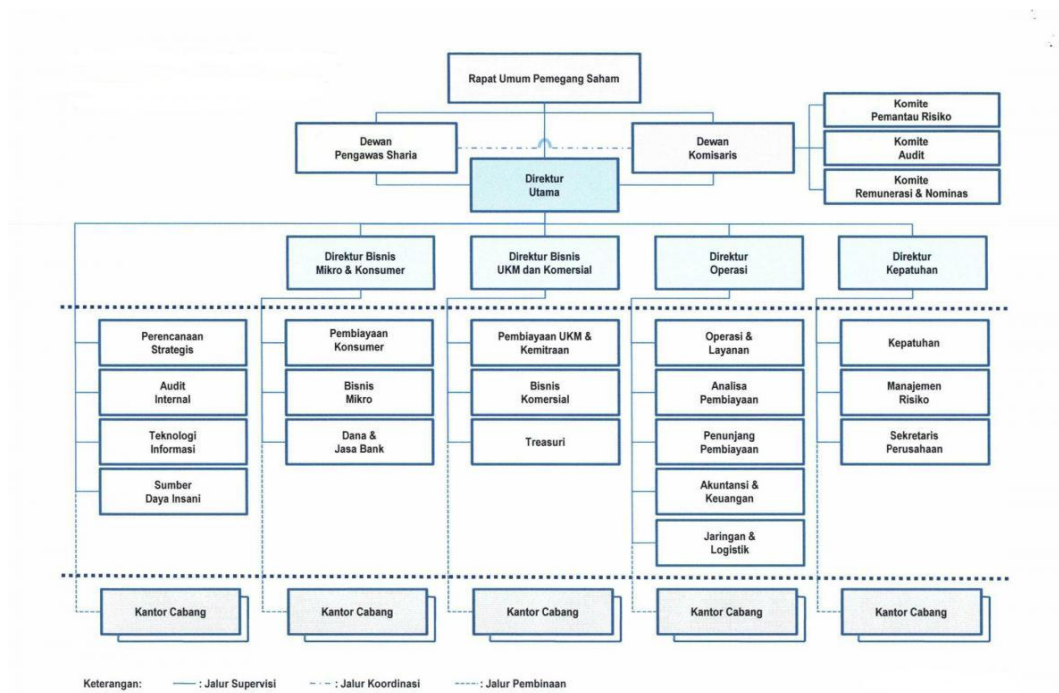 Rapat Umum Pemegang Saham
Komite
Pemantau Risiko
Dewan
Pengawas Sharia
Dewan
Komisaris
Komite
Audit
Direktur
Utama
Komite
Remunerasi & Nominas
Direktur Bisnis
Mikro & Konsumer
Direktur Bisnis
UKM dan Komersial
Direktur
Operasi
Direktur
Kepatuhan
Perencanaan
Strategis
Audit
Internal
Teknologi
Informasi
Sumber
Daya Insani
Pembiayaan
Konsumer
Bisnis
Mikro
Dana &
Jasa Bank
Pembiayaan UKM &
Kemitraan
Bisnis
Komersial
Treasuri
Operasi &
Layanan
Analisa
Pembiayaan
Penunjang
Pembiayaan
Akuntansi &
Keuangan
Jaringan &
Logistik
Kepatuhan
Manajemen
Risiko
Sekretaris
Perusahaan
Kantor Cabang
Kantor Cabang
Kantor Cabang
Kantor Cabang
Kantor Cabang
Keterangan: : Jalur Supervisi : Jalur Koordinasi : Jalur Pembinaan